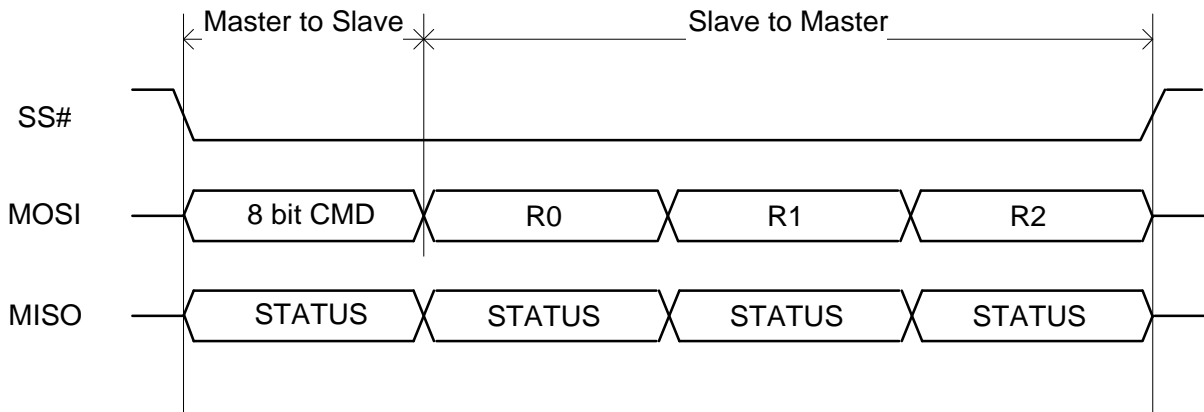 Master to Slave Slave to Master
SS#
MOSI 8 bit CMD R0 R1 R2
MISO STATUS STATUS STATUS STATUS